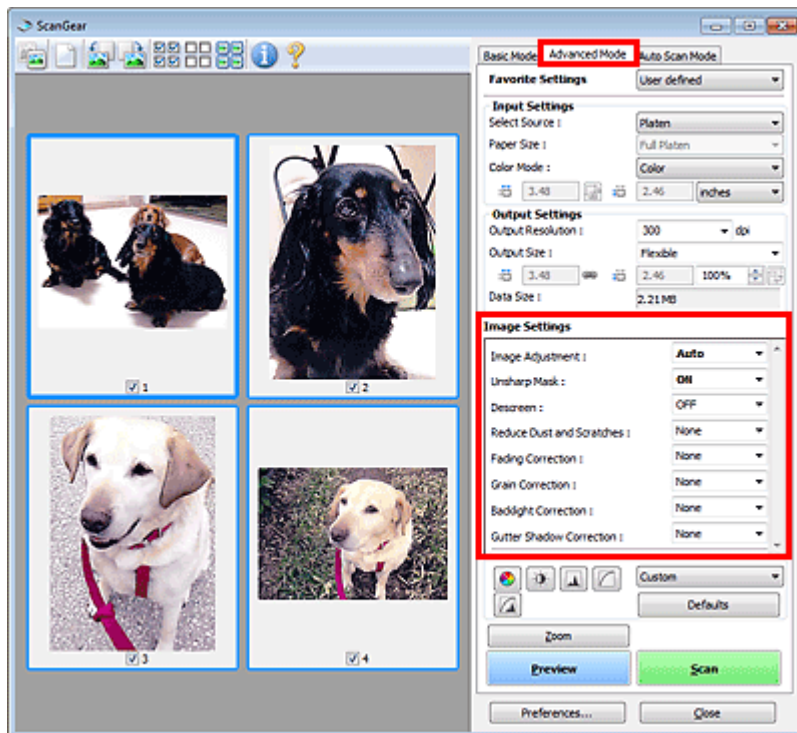 ScanGear
Basic Mode Advanced Mode Auto Scan Mode
Favorite Settings User defined
Input Settings
Select Source : Platen
Paper Size : Full Platen
Color Mode : Color
3.48 2.46 inches
Output Settings
Output Resolution : 300 dpi
Output Size : Flexible
3.48 2.46 100%
Data Size : 2.21 MB
Image Settings
Image Adjustment : Auto
Unsharp Mask : ON
Descreen : OFF
Reduce Dust and Scratches : None
Fading Correction : None
Grain Correction : None
Backlight Correction : None
Gutter Shadow Correction : None
Custom
Defaults
Zoom
Preview Scan
Preferences... Close
1 2
3 4